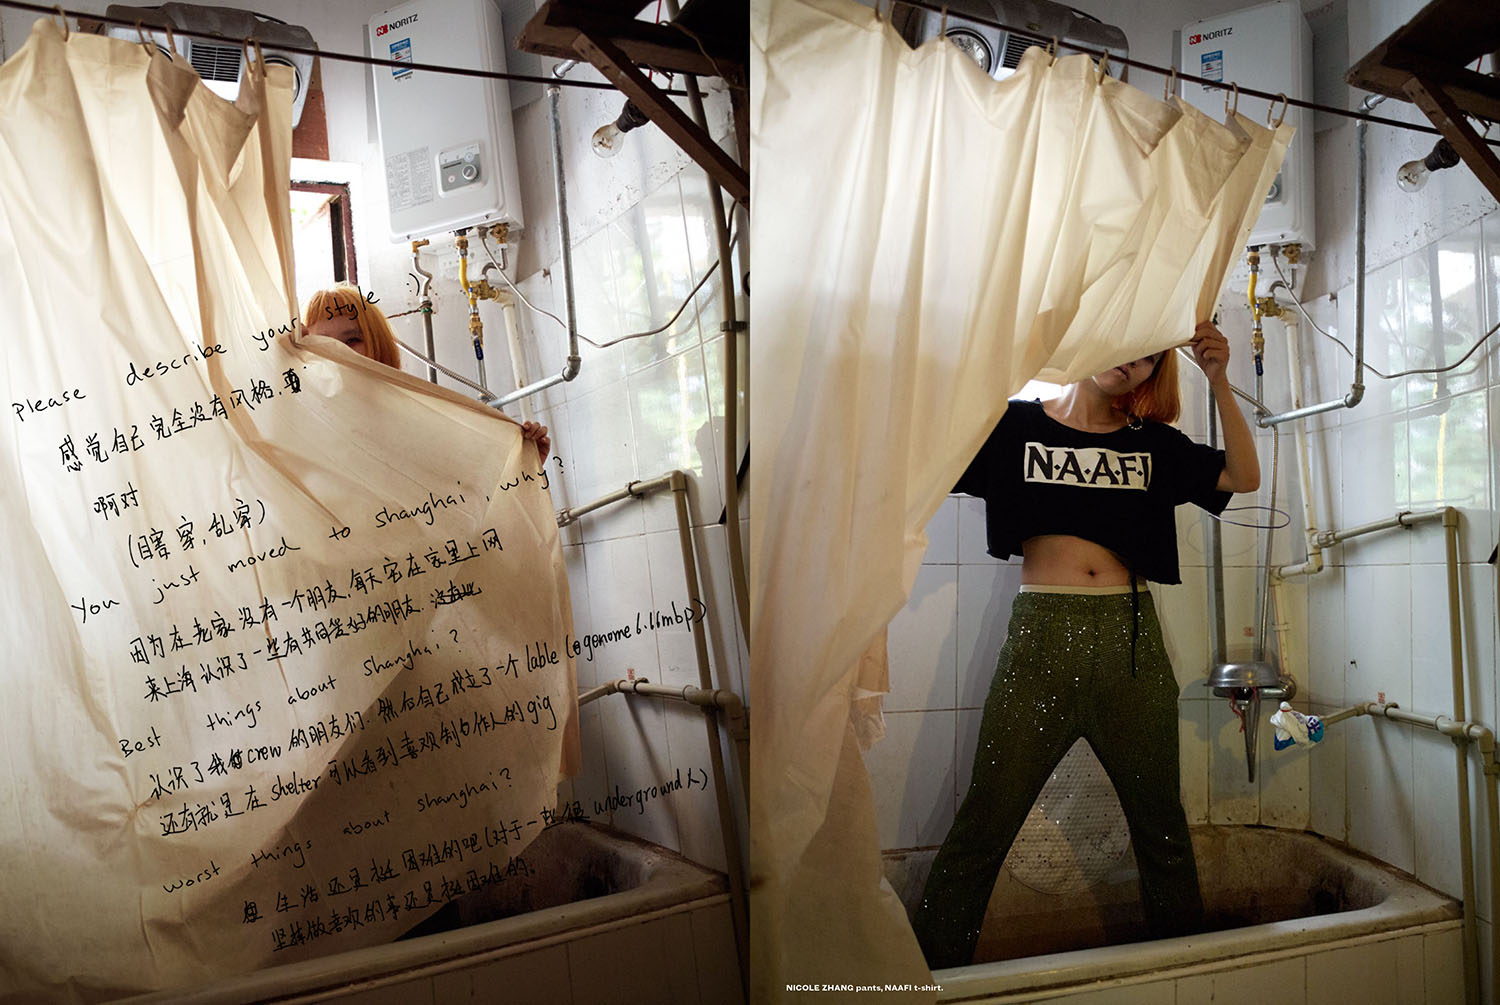 NORITZ
Please describe your style :)
感觉自己完全没有风格.
啊对
(瞎穿,乱穿)
You just moved to shanghai, why?
因为在老家没有一个朋友.每天宅在家里上网
来上海认识了一些有共同爱好的朋友.
Best things about shanghai?
认识了我crew的朋友们.然后自己成立了一个lable (genome6.66mbp)
还有就是在shelter可以看到喜欢制作人的gig
worst things about shanghai?
生活还是挺困难的吧(对于一些很underground人)
坚持做喜欢的事还是挺困难的。
NORITZ
N·A·A·F·I
NICOLE ZHANG pants, NAAFI t-shirt.